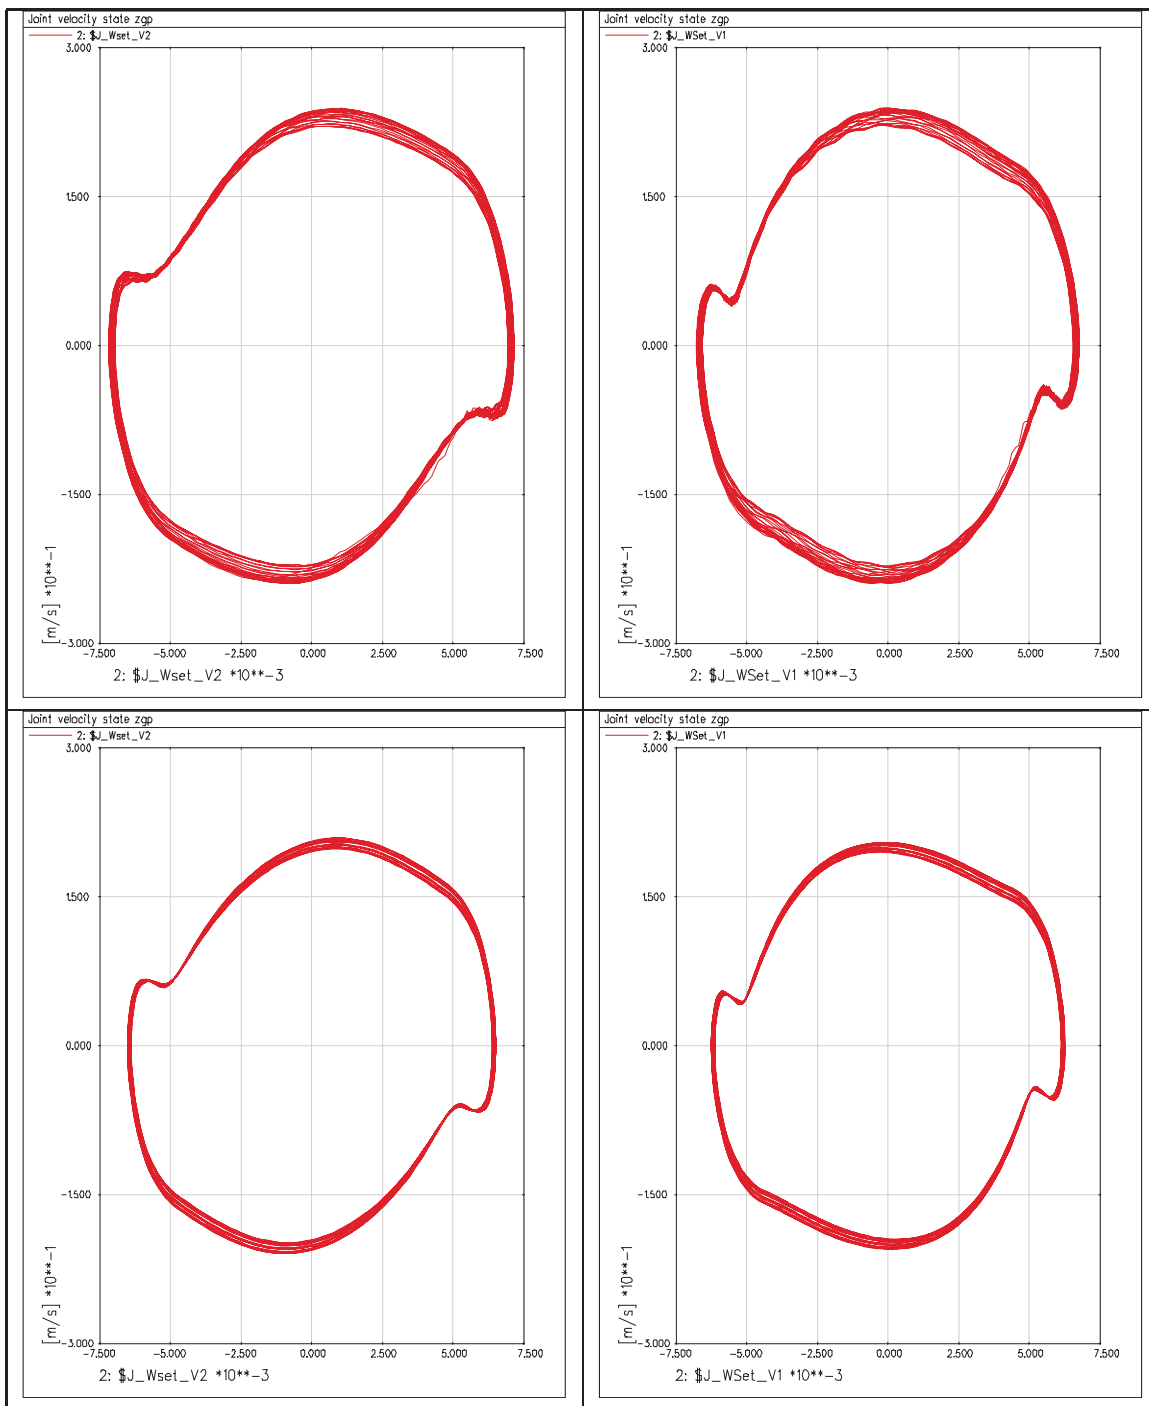 Joint velocity state zgp
2: $J_Wset_V2
3.000
1.500
0.000
-1.500
-3.000
[m/s] *10**-1
-7.500 -5.000 -2.500 0.000 2.500 5.000 7.500
2: $J_Wset_V2 *10**-3
Joint velocity state zgp
2: $J_WSet_V1
3.000
1.500
0.000
-1.500
-3.000
[m/s] *10**-1
-7.500 -5.000 -2.500 0.000 2.500 5.000 7.500
2: $J_WSet_V1 *10**-3
Joint velocity state zgp
2: $J_Wset_V2
3.000
1.500
0.000
-1.500
-3.000
[m/s] *10**-1
-7.500 -5.000 -2.500 0.000 2.500 5.000 7.500
2: $J_Wset_V2 *10**-3
Joint velocity state zgp
2: $J_WSet_V1
3.000
1.500
0.000
-1.500
-3.000
[m/s] *10**-1
-7.500 -5.000 -2.500 0.000 2.500 5.000 7.500
2: $J_WSet_V1 *10**-3